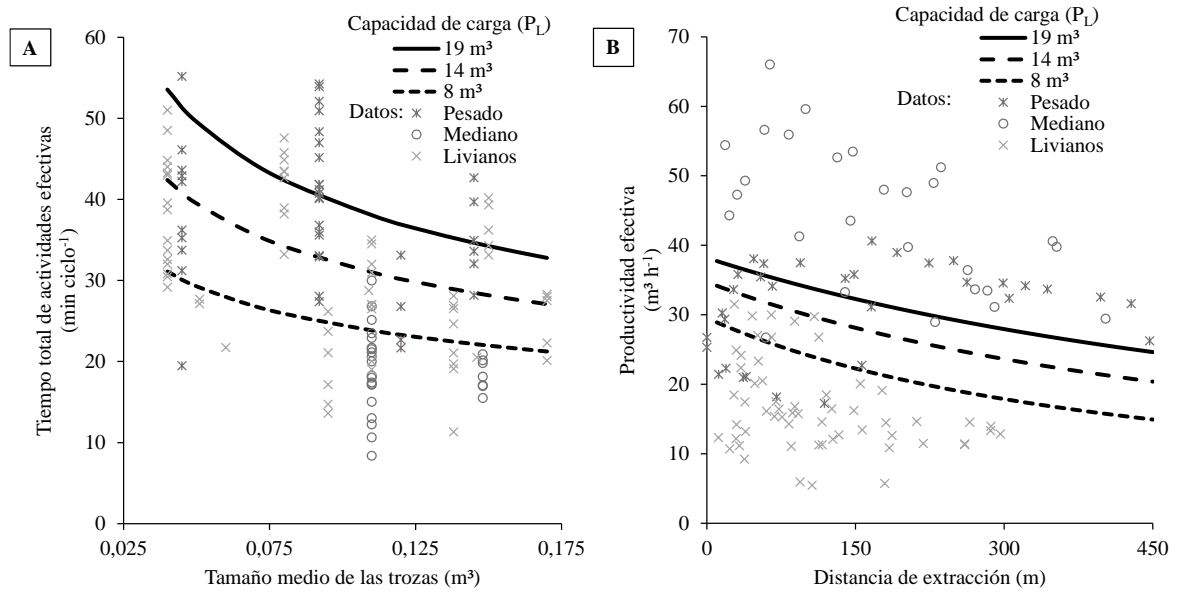 A
Capacidad de carga (P_L)
19 m³
14 m³
8 m³
Datos:
Pesado
Mediano
Livianos
60
50
40
30
20
10
0
Tiempo total de actividades efectivas
(min ciclo⁻¹)
0,025
0,075
0,125
0,175
Tamaño medio de las trozas (m³)
B
Capacidad de carga (P_L)
19 m³
14 m³
8 m³
Datos:
Pesado
Mediano
Livianos
70
60
50
40
30
20
10
0
Productividad efectiva
(m³ h⁻¹)
0
150
300
450
Distancia de extracción (m)